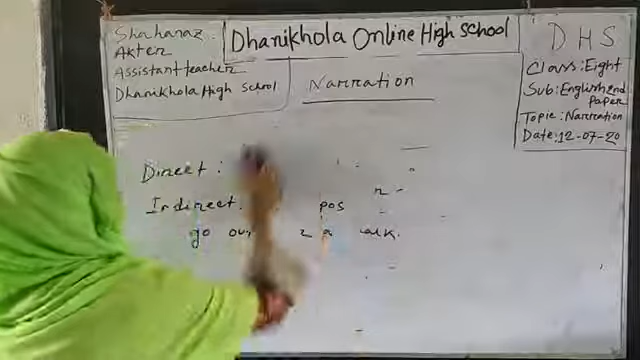 Shahanaz
Akter
Assistant teacher
Dhanikhola High School
Dhanikhola Online High School
Narration
DHS
Class: Eight
Sub: English 2nd
Paper
Topic: Narration
Date: 12-07-20
Direct:
Indirect:
pos
go a